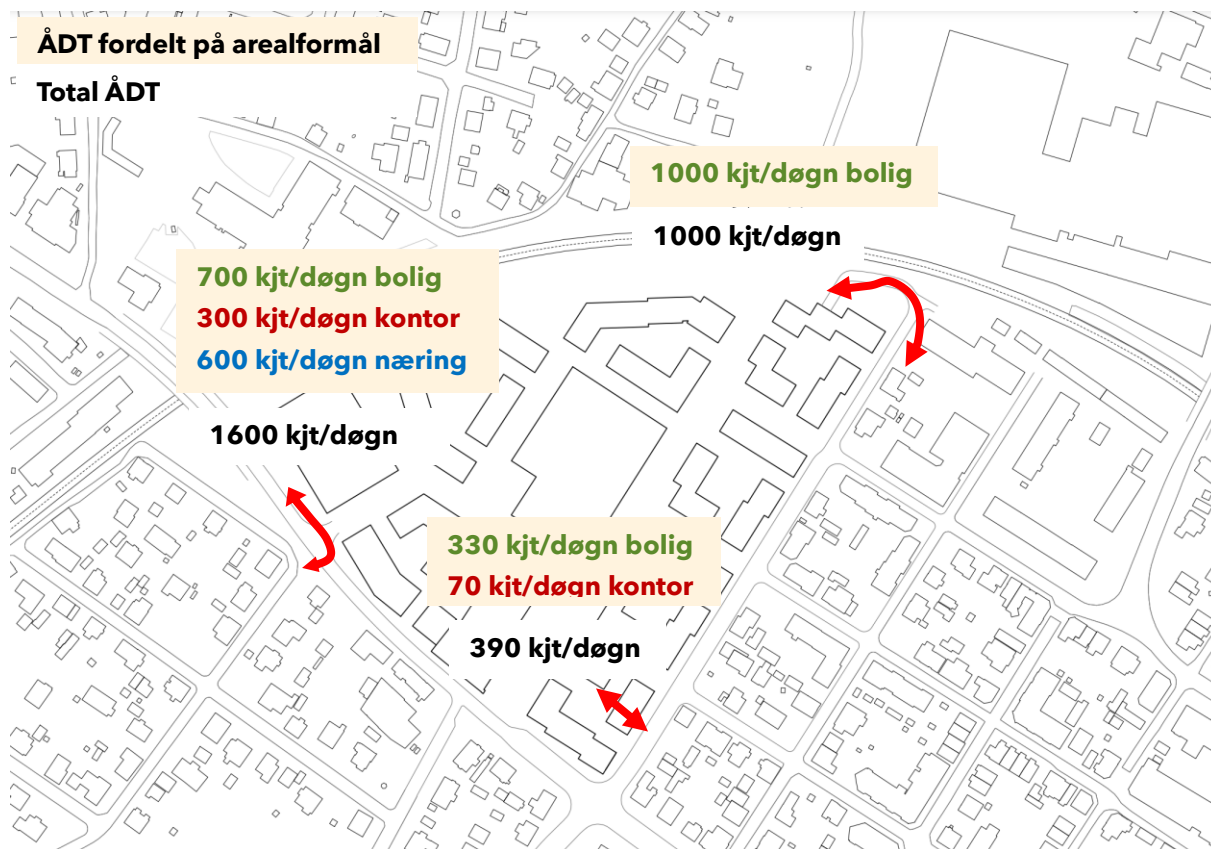 ÅDT fordelt på arealformål
Total ÅDT
1000 kjt/døgn bolig
1000 kjt/døgn
700 kjt/døgn bolig
300 kjt/døgn kontor
600 kjt/døgn næring
1600 kjt/døgn
330 kjt/døgn bolig
70 kjt/døgn kontor
390 kjt/døgn